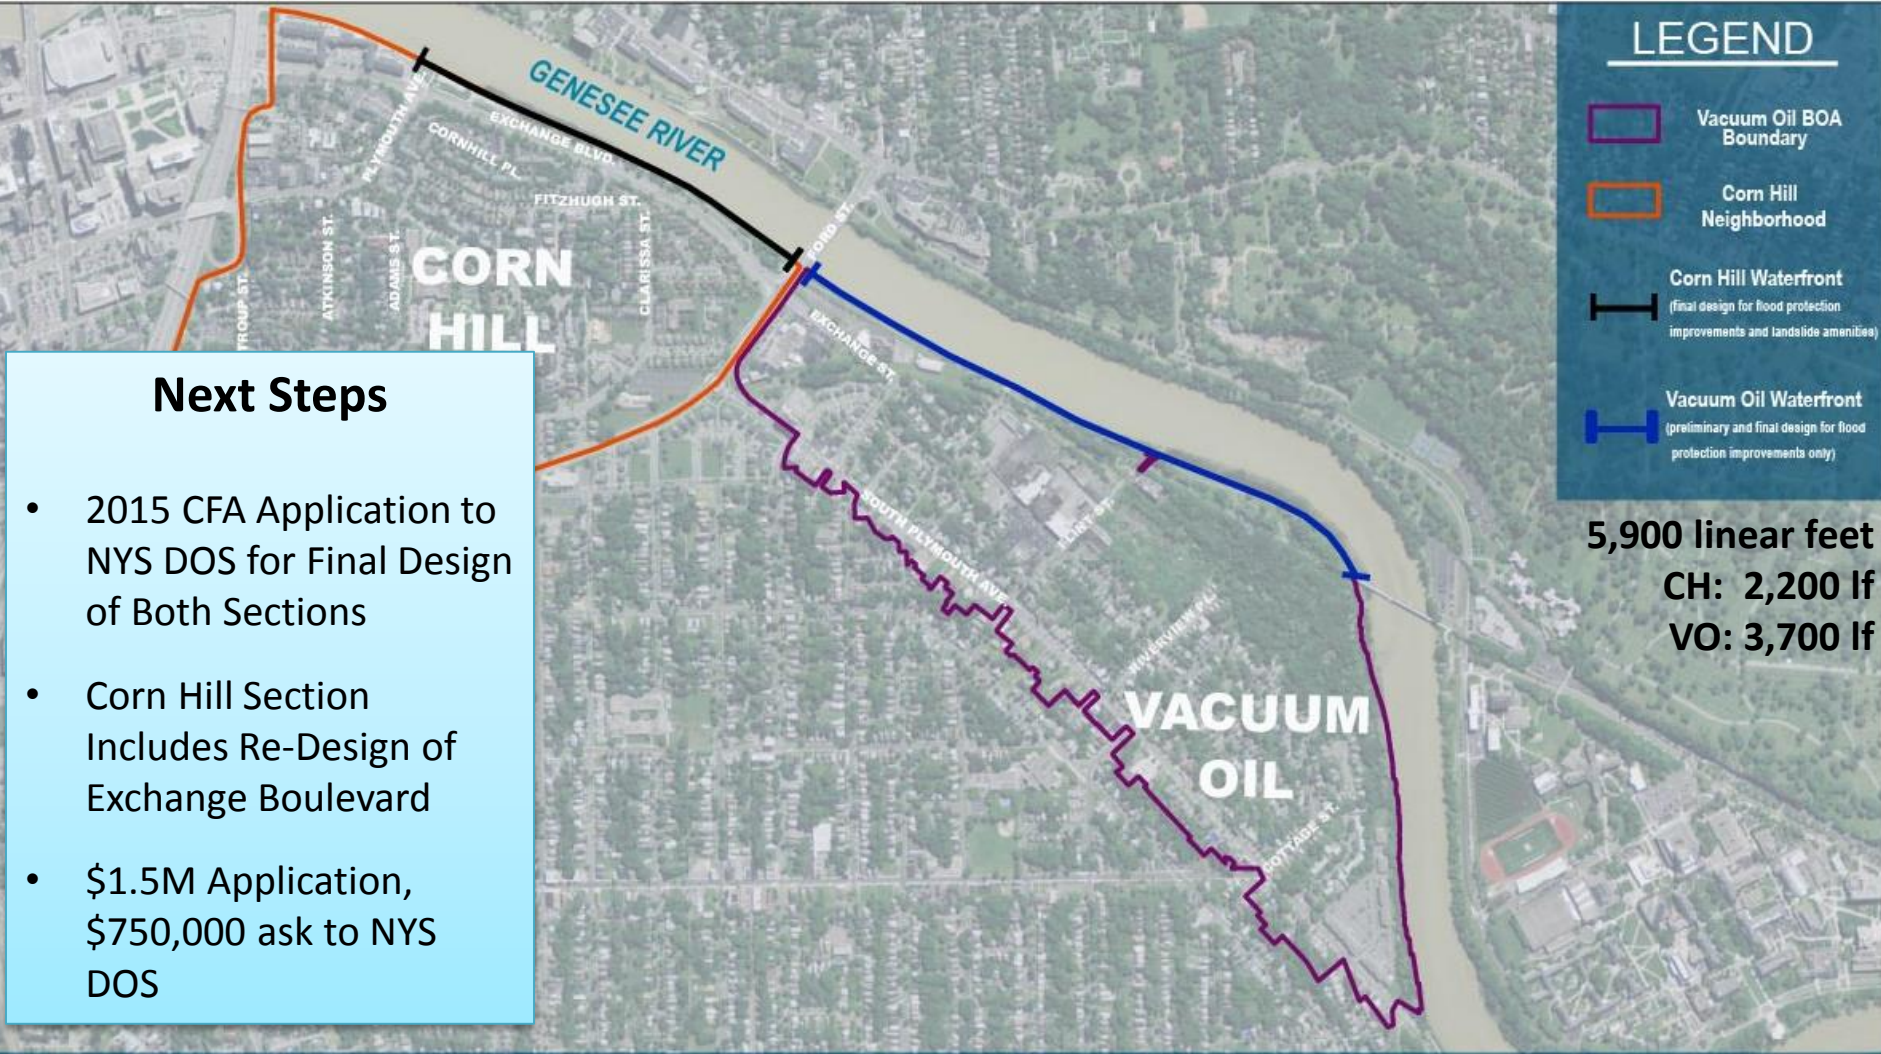 GENESEE RIVER
PLYMOUTH AVE.
EXCHANGE BLVD.
CORNHILL PL.
FITZHUGH ST.
FORD ST.
CLARISSA ST.
ATKINSON ST.
ADAMS ST.
TROUP ST.
CORN
HILL
EXCHANGE ST.
SOUTH PLYMOUTH AVE.
FLINT ST.
RIVERVIEW PL.
VACUUM
OIL
COTTAGE ST.
Next Steps
• 2015 CFA Application to
NYS DOS for Final Design
of Both Sections
• Corn Hill Section
Includes Re-Design of
Exchange Boulevard
• $1.5M Application,
$750,000 ask to NYS
DOS
LEGEND
Vacuum Oil BOA
Boundary
Corn Hill
Neighborhood
Corn Hill Waterfront
(final design for flood protection
improvements and landslide amenities)
Vacuum Oil Waterfront
(preliminary and final design for flood
protection improvements only)
5,900 linear feet
CH: 2,200 lf
VO: 3,700 lf